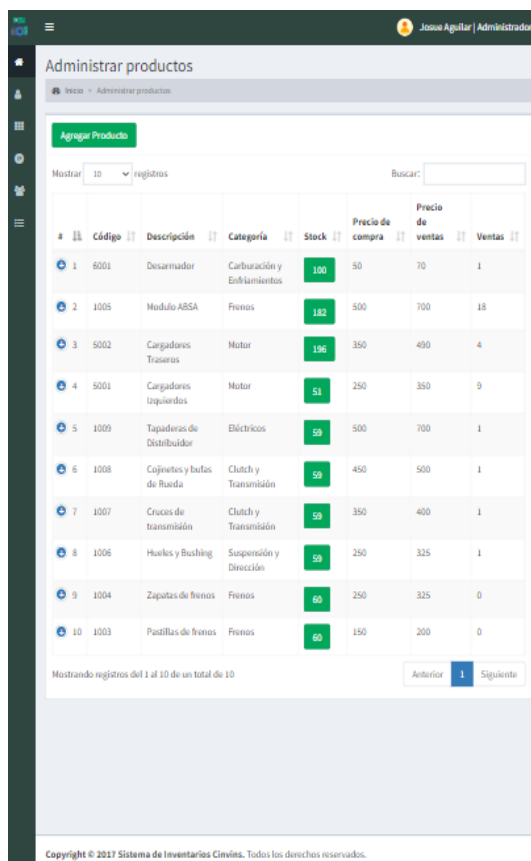 Josue Aguilar | Administrador
Administrar productos
Inicio > Administrar productos
Agregar Producto
Mostrar 10 registros Buscar:
# Código Descripción Categoría Stock Precio de compra Precio de ventas Ventas
1 6001 Desarmador Carburación y Enfriamientos 100 50 70 1
2 1005 Modulo ABSA Frenos 182 500 700 18
3 5002 Cargadores Traseros Motor 196 350 490 4
4 5001 Cargadores Izquierdos Motor 51 250 350 9
5 1009 Tapaderas de Distribuidor Eléctricos 59 500 700 1
6 1008 Cojinetes y bufas de Rueda Clutch y Transmisión 59 450 500 1
7 1007 Cruces de transmisión Clutch y Transmisión 59 350 400 1
8 1006 Hueles y Bushing Suspensión y Dirección 59 250 325 1
9 1004 Zapatas de frenos Frenos 60 250 325 0
10 1003 Pastillas de frenos Frenos 60 150 200 0
Mostrando registros del 1 al 10 de un total de 10 Anterior 1 Siguiente
Copyright © 2017 Sistema de Inventarios Cinvins. Todos los derechos reservados.